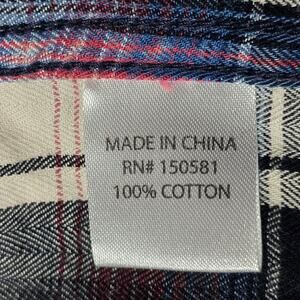 MADE IN CHINA
RN# 150581
100% COTTON